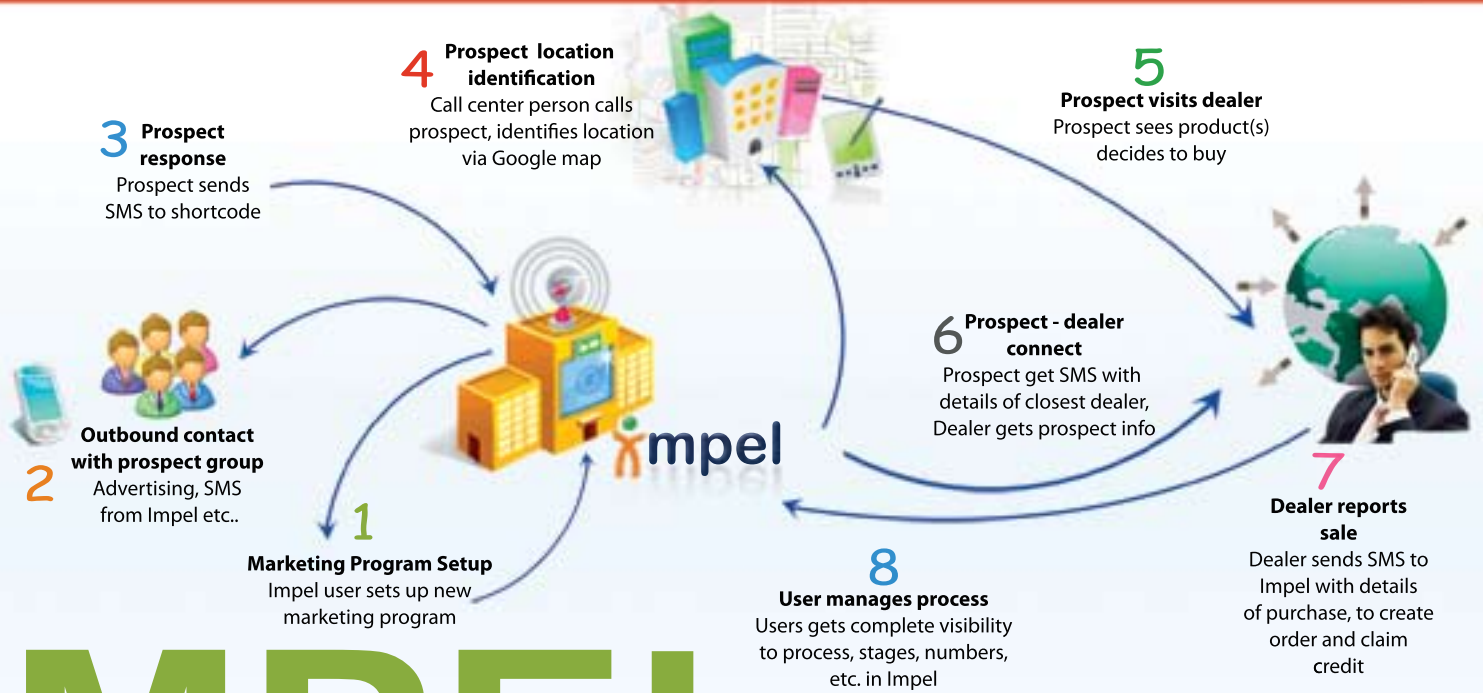 1
Marketing Program Setup
Impel user sets up new
marketing program
2
Outbound contact
with prospect group
Advertising, SMS
from Impel etc..
3
Prospect
response
Prospect sends
SMS to shortcode
4
Prospect location
identification
Call center person calls
prospect, identifies location
via Google map
5
Prospect visits dealer
Prospect sees product(s)
decides to buy
6
Prospect - dealer
connect
Prospect get SMS with
details of closest dealer,
Dealer gets prospect info
7
Dealer reports
sale
Dealer sends SMS to
Impel with details
of purchase, to create
order and claim
credit
8
User manages process
Users gets complete visibility
to process, stages, numbers,
etc. in Impel
impel